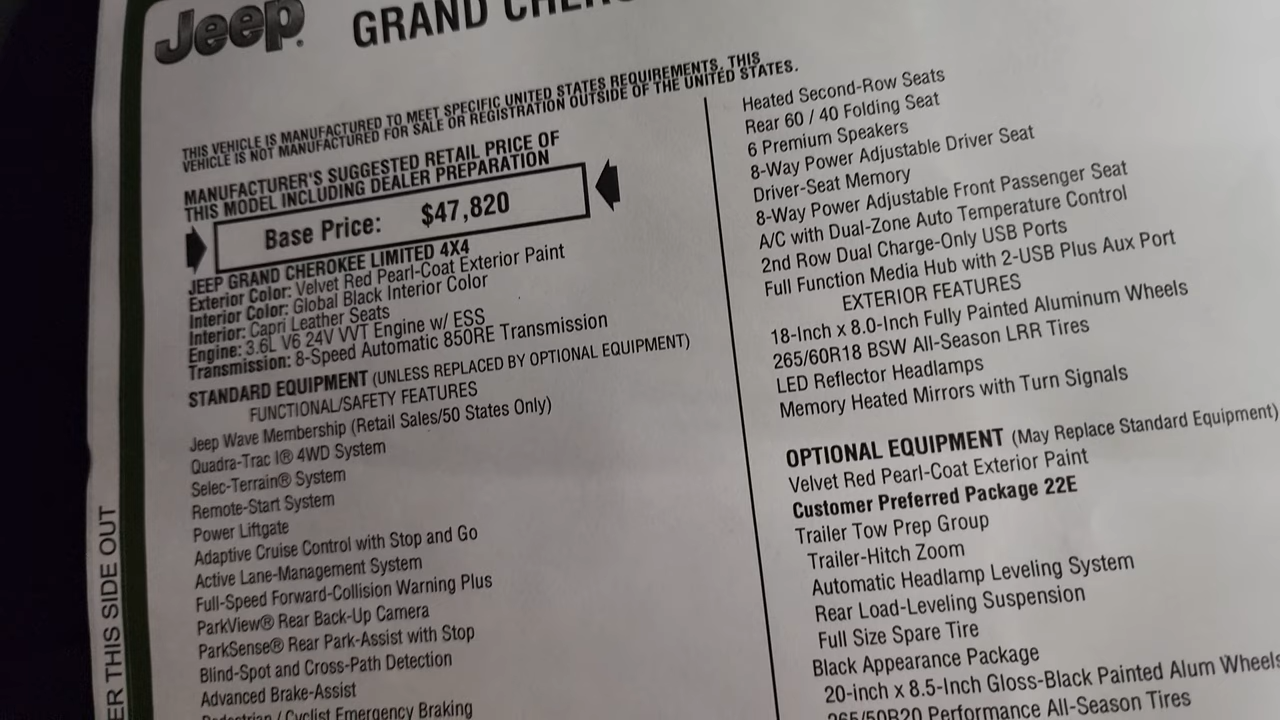 Jeep
GRAND
THIS VEHICLE IS MANUFACTURED TO MEET SPECIFIC UNITED STATES REQUIREMENTS. THIS
VEHICLE IS NOT MANUFACTURED FOR SALE OR REGISTRATION OUTSIDE OF THE UNITED STATES.
MANUFACTURER'S SUGGESTED RETAIL PRICE OF
THIS MODEL INCLUDING DEALER PREPARATION
Base Price: $47,820
JEEP GRAND CHEROKEE LIMITED 4X4
Exterior Color: Velvet Red Pearl-Coat Exterior Paint
Interior Color: Global Black Interior Color
Interior: Capri Leather Seats
Engine: 3.6L V6 24V VVT Engine w/ ESS
Transmission: 8-Speed Automatic 850RE Transmission
STANDARD EQUIPMENT (UNLESS REPLACED BY OPTIONAL EQUIPMENT)
FUNCTIONAL/SAFETY FEATURES
Jeep Wave Membership (Retail Sales/50 States Only)
Quadra-Trac I® 4WD System
Selec-Terrain® System
Remote-Start System
Power Liftgate
Adaptive Cruise Control with Stop and Go
Active Lane-Management System
Full-Speed Forward-Collision Warning Plus
ParkView® Rear Back-Up Camera
ParkSense® Rear Park-Assist with Stop
Blind-Spot and Cross-Path Detection
Advanced Brake-Assist
Pedestrian / Cyclist Emergency Braking
Heated Second-Row Seats
Rear 60 / 40 Folding Seat
6 Premium Speakers
8-Way Power Adjustable Driver Seat
Driver-Seat Memory
8-Way Power Adjustable Front Passenger Seat
A/C with Dual-Zone Auto Temperature Control
2nd Row Dual Charge-Only USB Ports
Full Function Media Hub with 2-USB Plus Aux Port
EXTERIOR FEATURES
18-Inch x 8.0-Inch Fully Painted Aluminum Wheels
265/60R18 BSW All-Season LRR Tires
LED Reflector Headlamps
Memory Heated Mirrors with Turn Signals
OPTIONAL EQUIPMENT (May Replace Standard Equipment)
Velvet Red Pearl-Coat Exterior Paint
Customer Preferred Package 22E
Trailer Tow Prep Group
Trailer-Hitch Zoom
Automatic Headlamp Leveling System
Rear Load-Leveling Suspension
Full Size Spare Tire
Black Appearance Package
20-inch x 8.5-Inch Gloss-Black Painted Alum Wheels
265/50R20 Performance All-Season Tires
THIS SIDE OUT